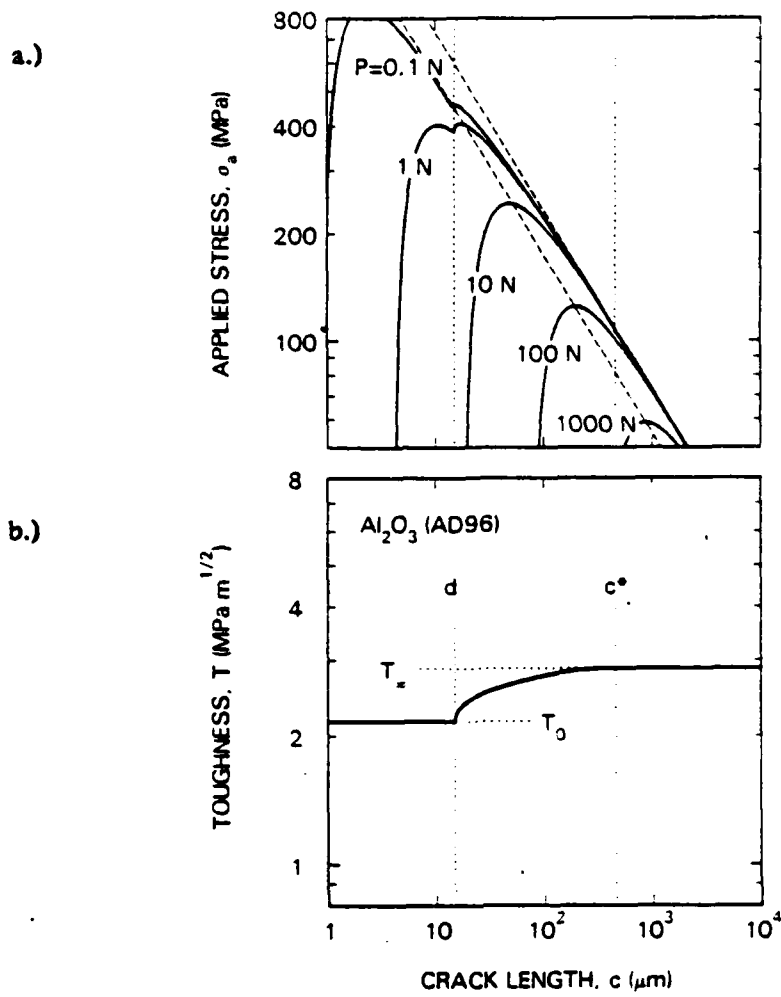 a.)
800
400
200
100
APPLIED STRESS, σₐ (MPa)
P=0.1 N
1 N
10 N
100 N
1000 N
b.)
8
4
2
1
TOUGHNESS, T (MPa m^1/2)
Al₂O₃ (AD96)
d
c*
T∞
T₀
1
10
10²
10³
10⁴
CRACK LENGTH, c (μm)